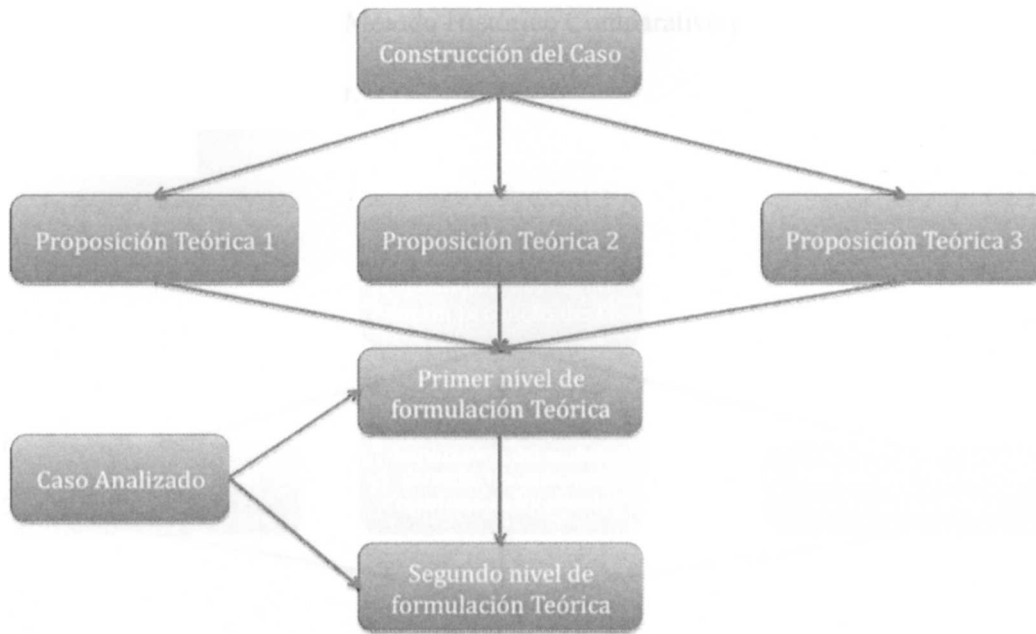 Construcción del Caso
Proposición Teórica 1
Proposición Teórica 2
Proposición Teórica 3
Primer nivel de
formulación Teórica
Caso Analizado
Segundo nivel de
formulación Teórica